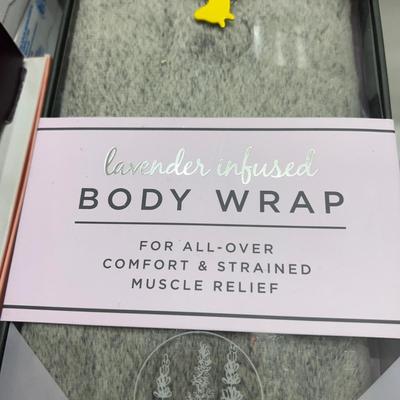 lavender infused
BODY WRAP
FOR ALL-OVER
COMFORT & STRAINED
MUSCLE RELIEF